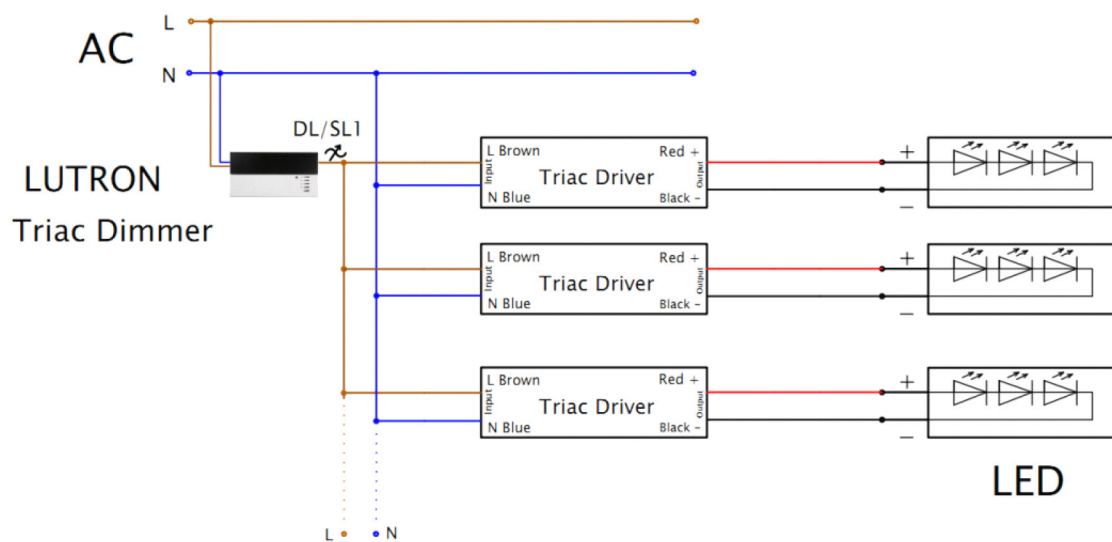 L
AC
N
DL/SL1
LUTRON
Triac Dimmer
L Brown
Red +
Input
Triac Driver
Output
N Blue
Black -
+
−
L Brown
Red +
Input
Triac Driver
Output
N Blue
Black -
+
−
L Brown
Red +
Input
Triac Driver
Output
N Blue
Black -
+
−
LED
L
N